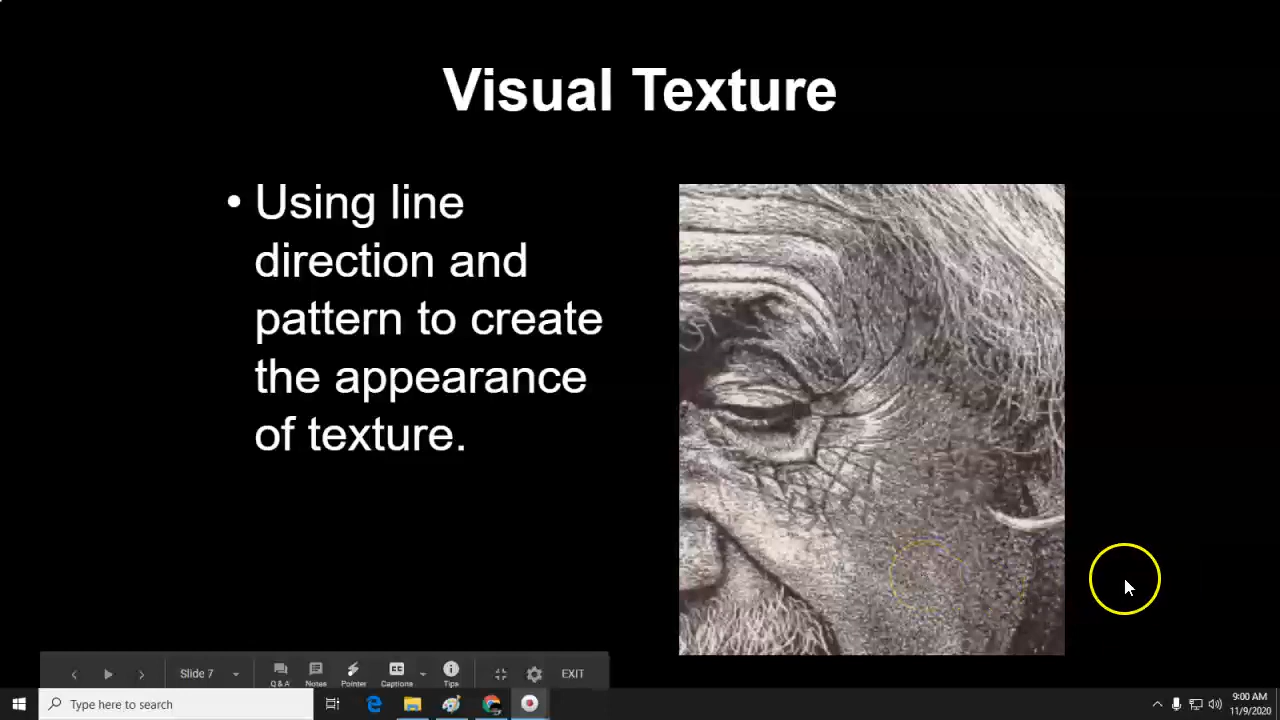 Visual Texture
• Using line
direction and
pattern to create
the appearance
of texture.
Slide 7
Q & A
Notes
Pointer
Captions
Tips
EXIT
Type here to search
9:00 AM
11/9/2020